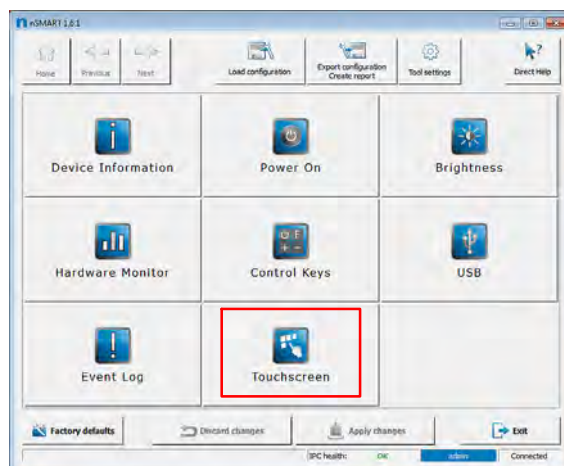 nSMART 1.6.1
Home
Previous
Next
Load configuration
Export configuration
Create report
Tool settings
Direct Help
Device Information
Power On
Brightness
Hardware Monitor
Control Keys
USB
Event Log
Touchscreen
Factory defaults
Discard changes
Apply changes
Exit
IPC health: OK admin Connected